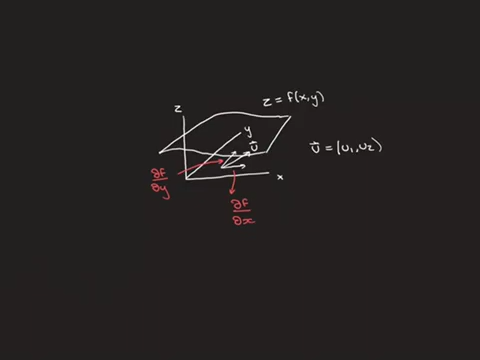 z = f(x,y)
z
y
u⃗
u⃗ = (u₁, u₂)
∂f/∂y
x
∂f/∂x